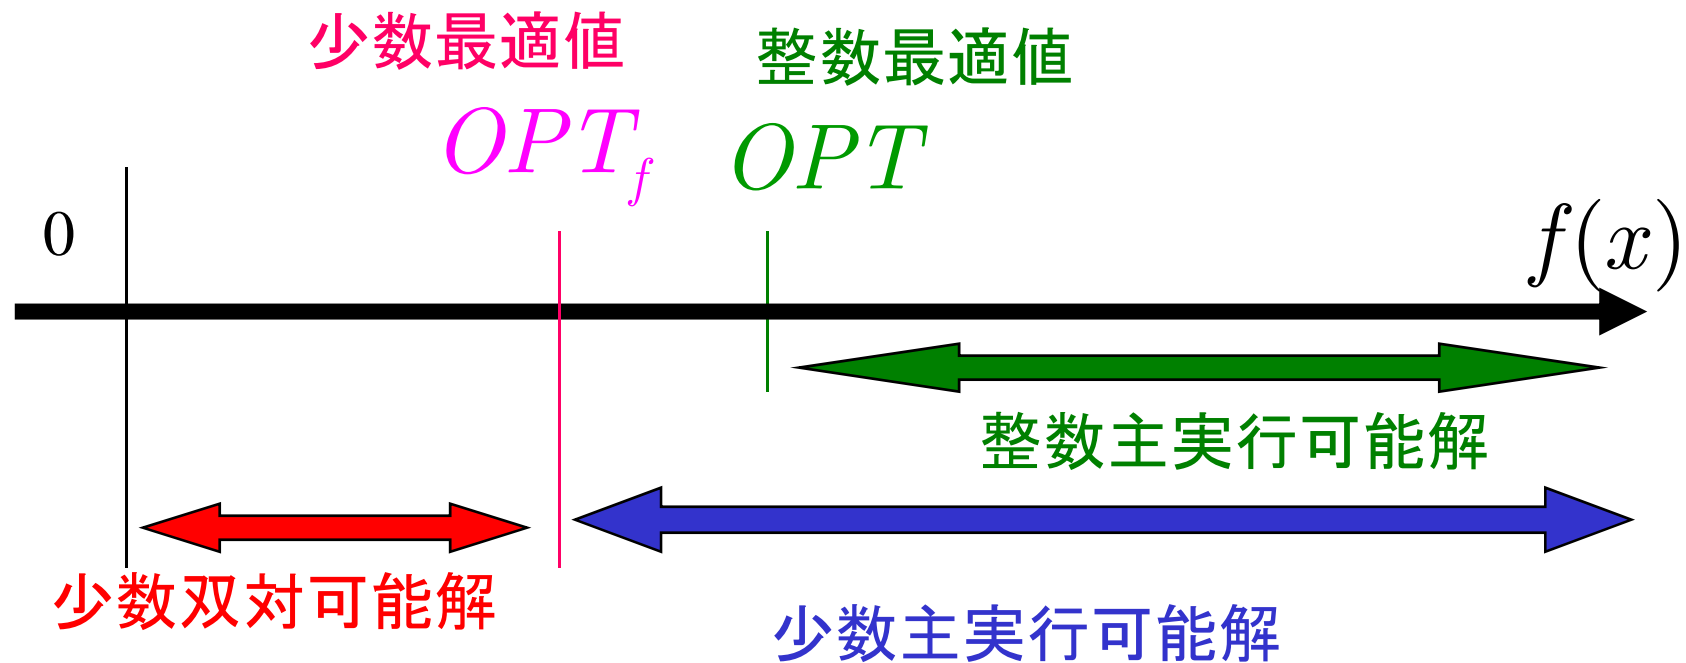 少数最適値
整数最適値
OPT_f
OPT
0
f(x)
整数主実行可能解
少数双対可能解
少数主実行可能解